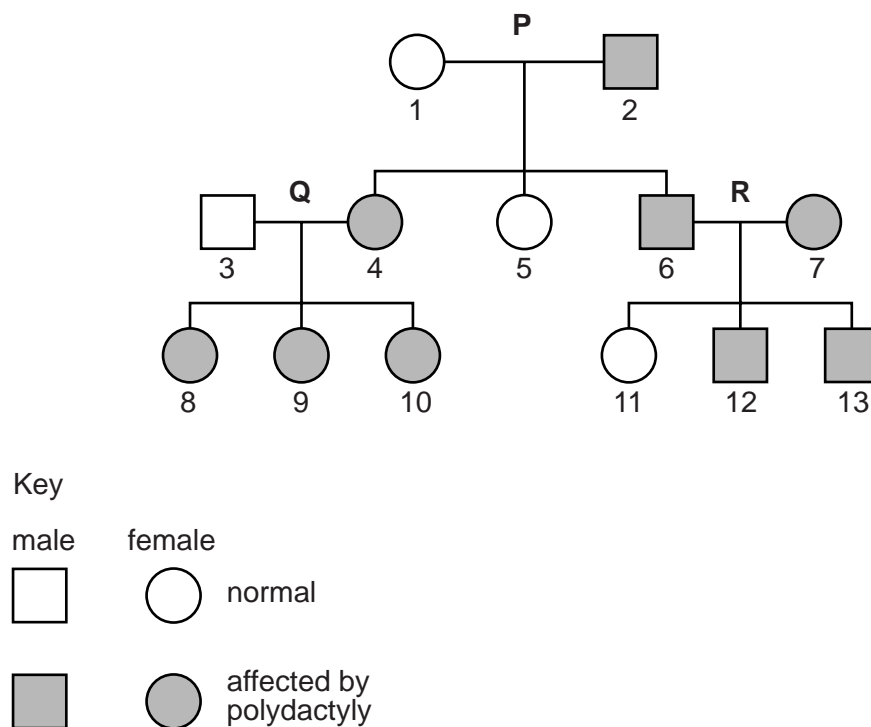 P
1 2
Q R
3 4 5 6 7
8 9 10 11 12 13
Key
male female
normal
affected by
polydactyly